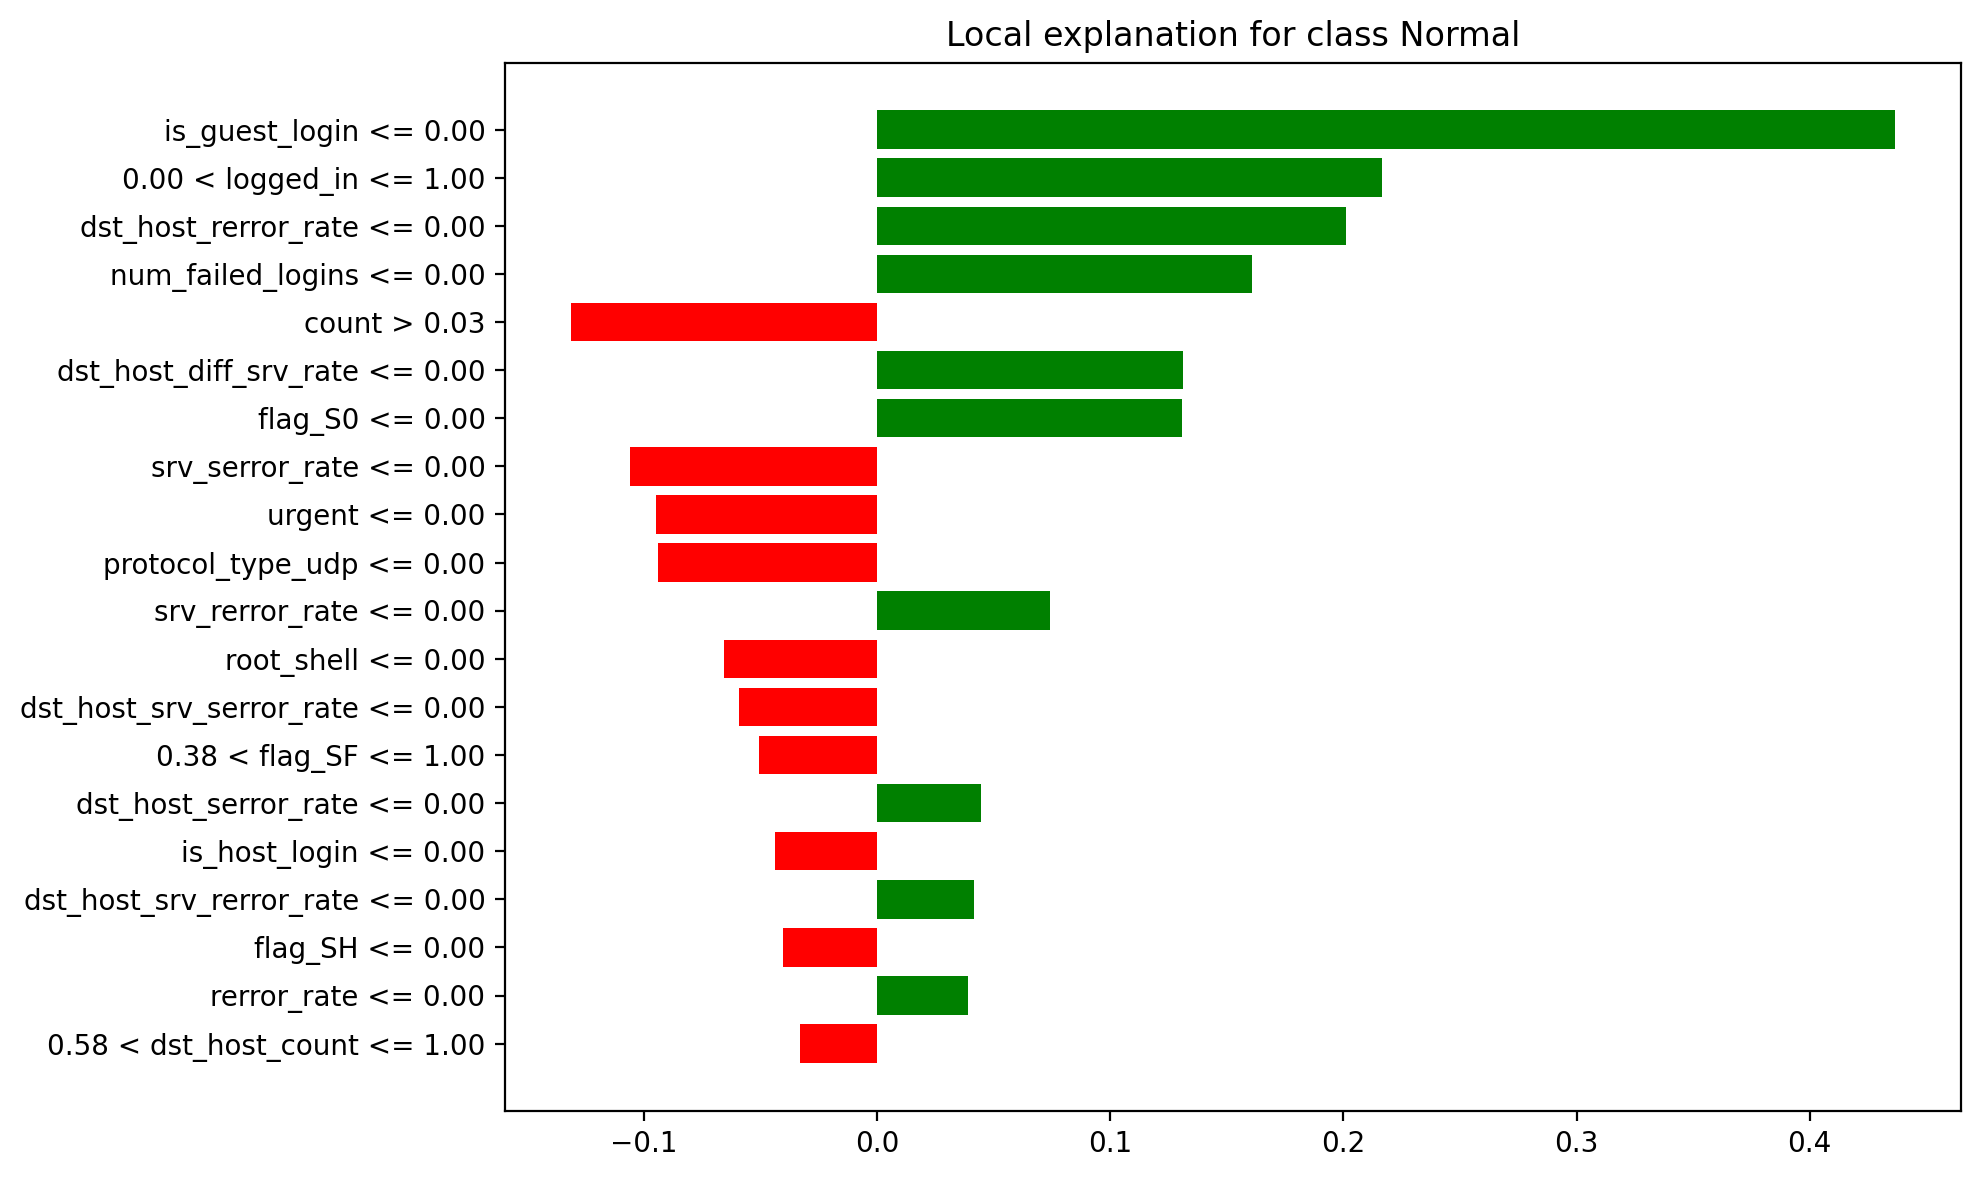 Local explanation for class Normal
is_guest_login <= 0.00
0.00 < logged_in <= 1.00
dst_host_rerror_rate <= 0.00
num_failed_logins <= 0.00
count > 0.03
dst_host_diff_srv_rate <= 0.00
flag_S0 <= 0.00
srv_serror_rate <= 0.00
urgent <= 0.00
protocol_type_udp <= 0.00
srv_rerror_rate <= 0.00
root_shell <= 0.00
dst_host_srv_serror_rate <= 0.00
0.38 < flag_SF <= 1.00
dst_host_serror_rate <= 0.00
is_host_login <= 0.00
dst_host_srv_rerror_rate <= 0.00
flag_SH <= 0.00
rerror_rate <= 0.00
0.58 < dst_host_count <= 1.00
−0.1 0.0 0.1 0.2 0.3 0.4